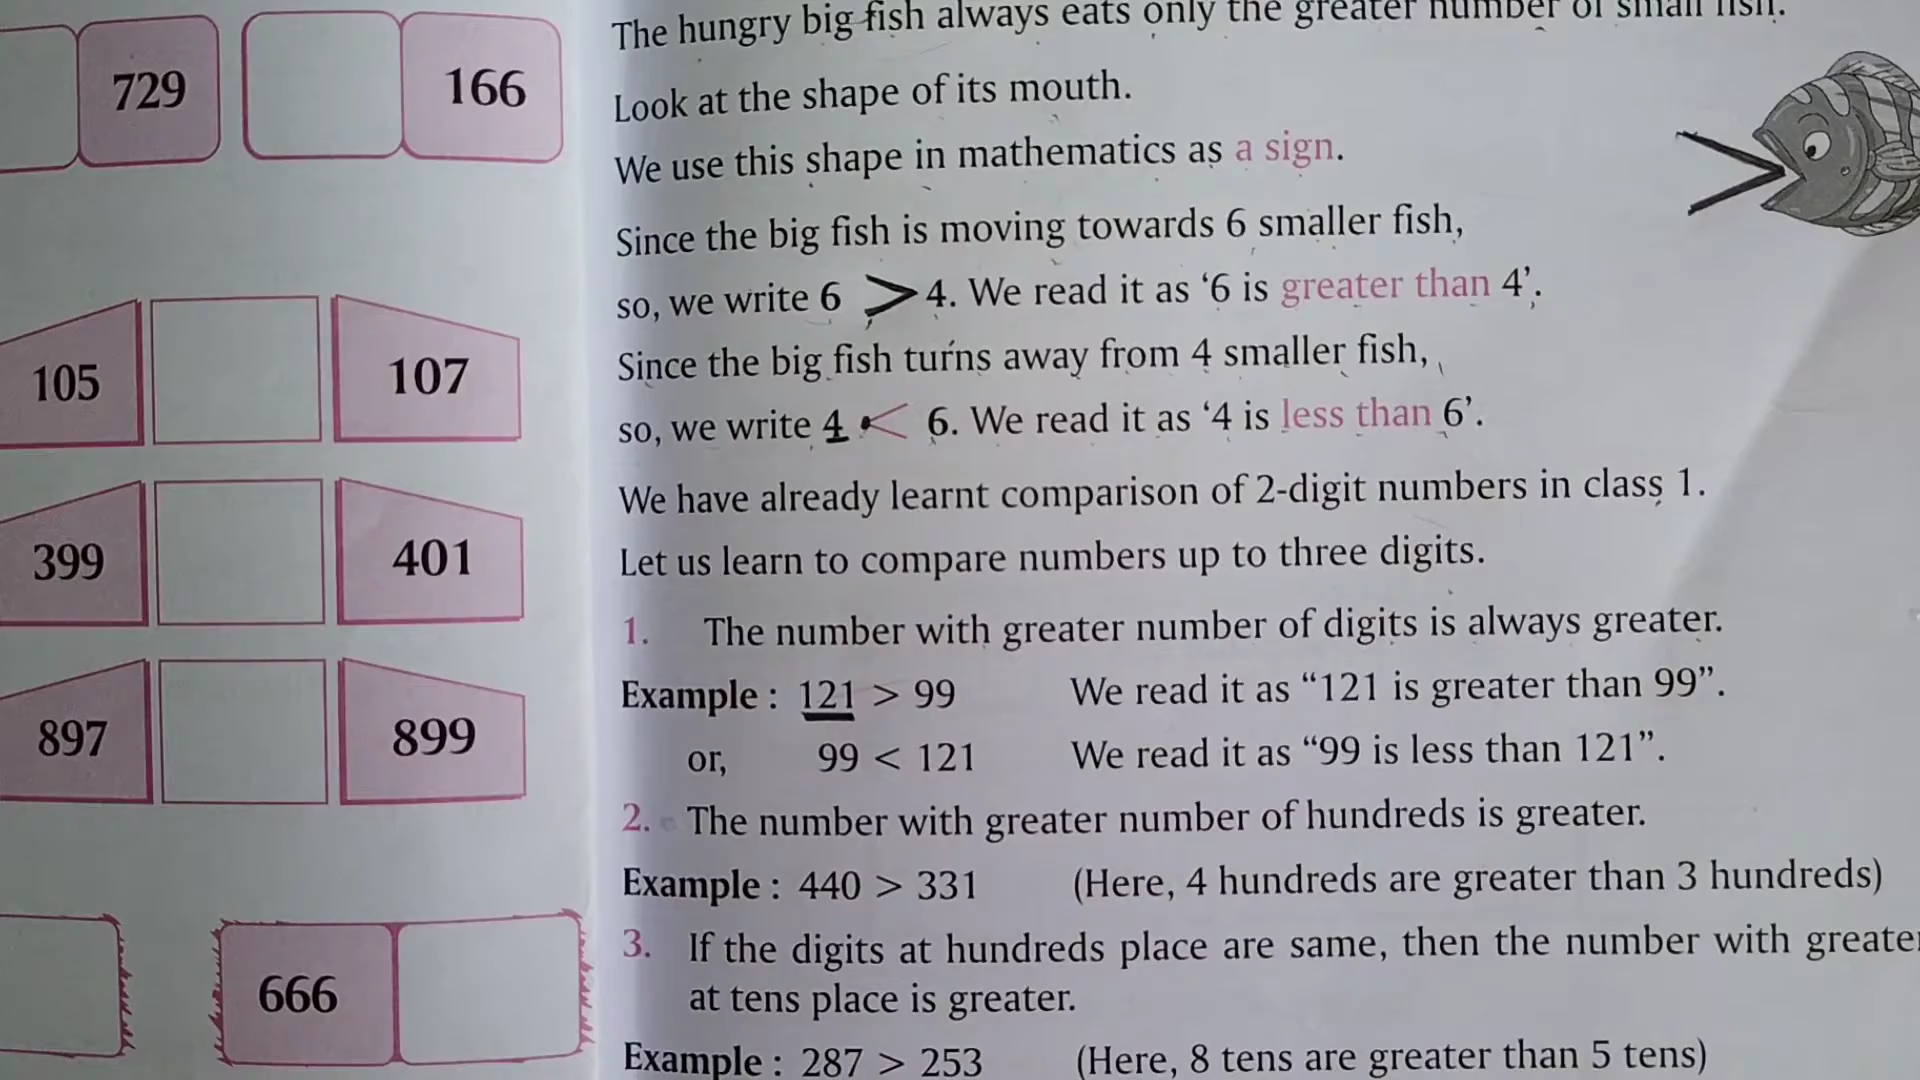 729
166
105
107
399
401
897
899
666
The hungry big fish always eats only the greater number of small fish.
Look at the shape of its mouth.
We use this shape in mathematics as a sign.
Since the big fish is moving towards 6 smaller fish,
so, we write 6 > 4. We read it as ‘6 is greater than 4’.
Since the big fish turns away from 4 smaller fish,
so, we write 4 < 6. We read it as ‘4 is less than 6’.
We have already learnt comparison of 2-digit numbers in class 1.
Let us learn to compare numbers up to three digits.
1. The number with greater number of digits is always greater.
Example : 121 > 99 We read it as “121 is greater than 99”.
or, 99 < 121 We read it as “99 is less than 121”.
2. The number with greater number of hundreds is greater.
Example : 440 > 331 (Here, 4 hundreds are greater than 3 hundreds)
3. If the digits at hundreds place are same, then the number with greater
at tens place is greater.
Example : 287 > 253 (Here, 8 tens are greater than 5 tens)